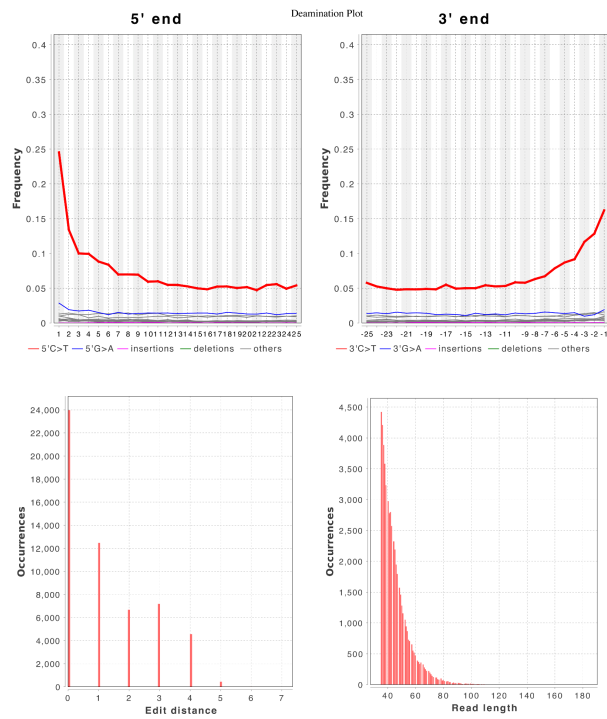 Deamination Plot
5' end
3' end
Frequency
0.4
0.35
0.3
0.25
0.2
0.15
0.1
0.05
0
1 2 3 4 5 6 7 8 9 10 11 12 13 14 15 16 17 18 19 20 21 22 23 24 25
5'C>T 5'G>A insertions deletions others
Frequency
0.4
0.35
0.3
0.25
0.2
0.15
0.1
0.05
0
-25 -23 -21 -19 -17 -15 -13 -11 -9 -8 -7 -6 -5 -4 -3 -2 -1
3'C>T 3'G>A insertions deletions others
Occurrences
24,000
22,000
20,000
18,000
16,000
14,000
12,000
10,000
8,000
6,000
4,000
2,000
0
0 1 2 3 4 5 6 7
Edit distance
Occurrences
4,500
4,000
3,500
3,000
2,500
2,000
1,500
1,000
500
0
40 60 80 100 120 140 160 180
Read length